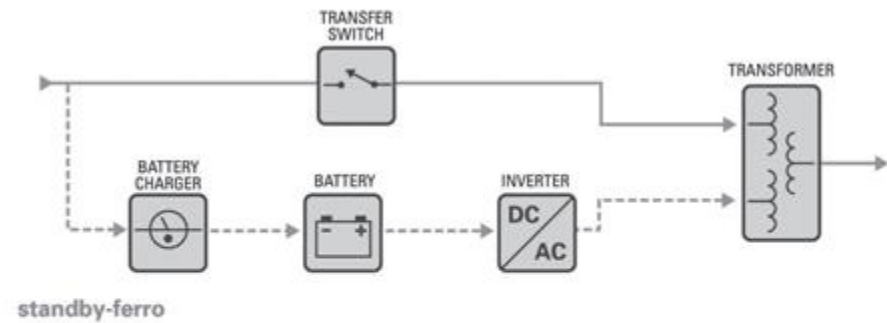 TRANSFER
SWITCH
TRANSFORMER
BATTERY
CHARGER
BATTERY
INVERTER
- +
DC
AC
standby-ferro